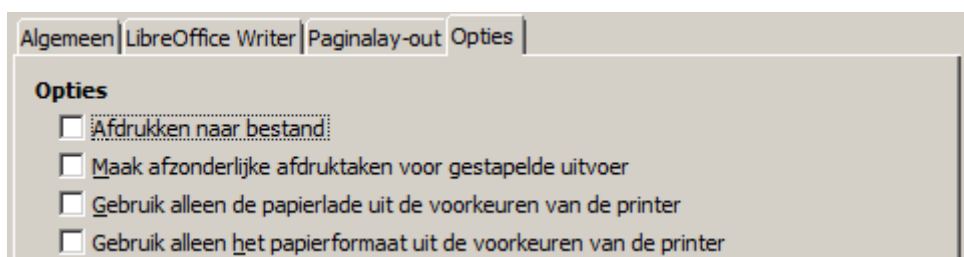 Algemeen LibreOffice Writer Paginalay-out Opties
Opties
Afdrukken naar bestand
Maak afzonderlijke afdruktaken voor gestapelde uitvoer
Gebruik alleen de papierlade uit de voorkeuren van de printer
Gebruik alleen het papierformaat uit de voorkeuren van de printer